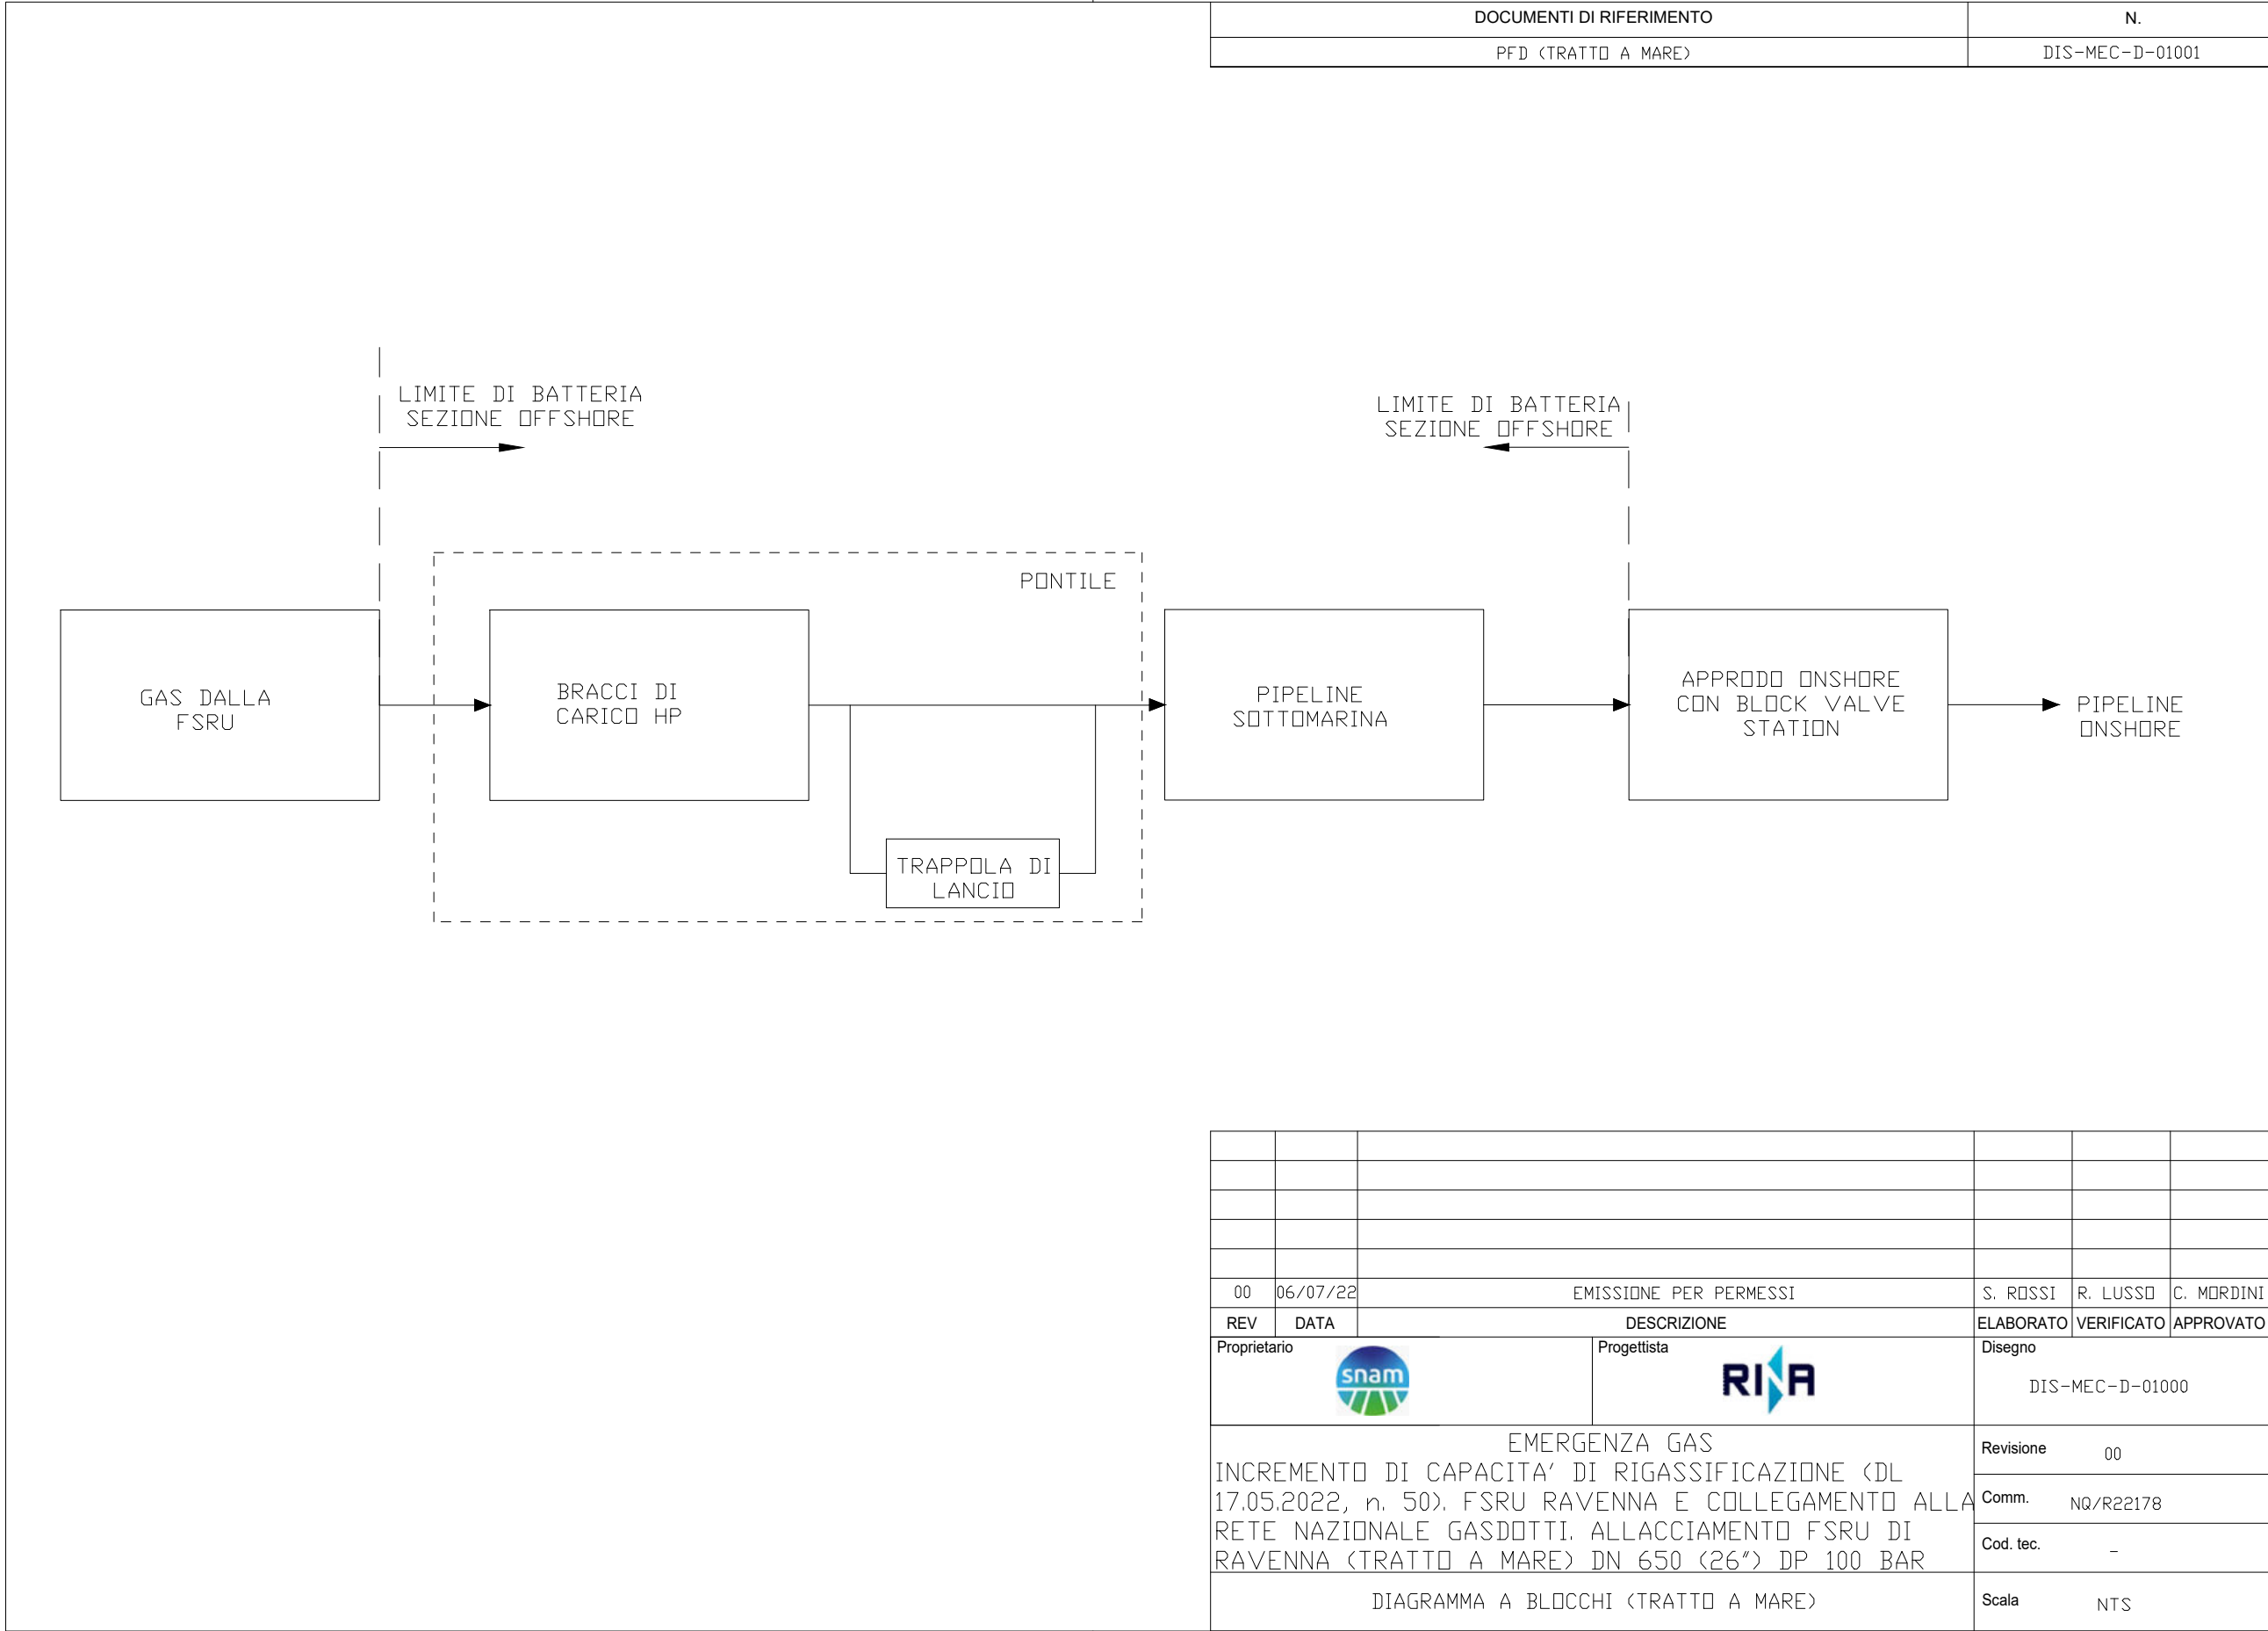 DOCUMENTI DI RIFERIMENTO N.
PFD (TRATTO A MARE) DIS-MEC-D-01001
LIMITE DI BATTERIA
SEZIONE OFFSHORE
LIMITE DI BATTERIA
SEZIONE OFFSHORE
PONTILE
GAS DALLA
FSRU
BRACCI DI
CARICO HP
TRAPPOLA DI
LANCIO
PIPELINE
SOTTOMARINA
APPRODO ONSHORE
CON BLOCK VALVE
STATION
PIPELINE
ONSHORE
00 06/07/22 EMISSIONE PER PERMESSI S. ROSSI R. LUSSO C. MORDINI
REV DATA DESCRIZIONE ELABORATO VERIFICATO APPROVATO
Proprietario
snam
Progettista
RINA
Disegno
DIS-MEC-D-01000
EMERGENZA GAS
INCREMENTO DI CAPACITA' DI RIGASSIFICAZIONE (DL
17.05.2022, n. 50). FSRU RAVENNA E COLLEGAMENTO ALLA
RETE NAZIONALE GASDOTTI. ALLACCIAMENTO FSRU DI
RAVENNA (TRATTO A MARE) DN 650 (26") DP 100 BAR
Revisione 00
Comm. NQ/R22178
Cod. tec. -
DIAGRAMMA A BLOCCHI (TRATTO A MARE)
Scala NTS